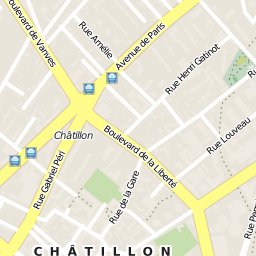 Boulevard de Vanves
Rue Amélie
Avenue de Paris
Rue Henri Gatinot
Châtillon
Boulevard de la Liberté
Rue Louveau
Rue Gabriel Péri
Rue de la Gare
CHÂTILLON